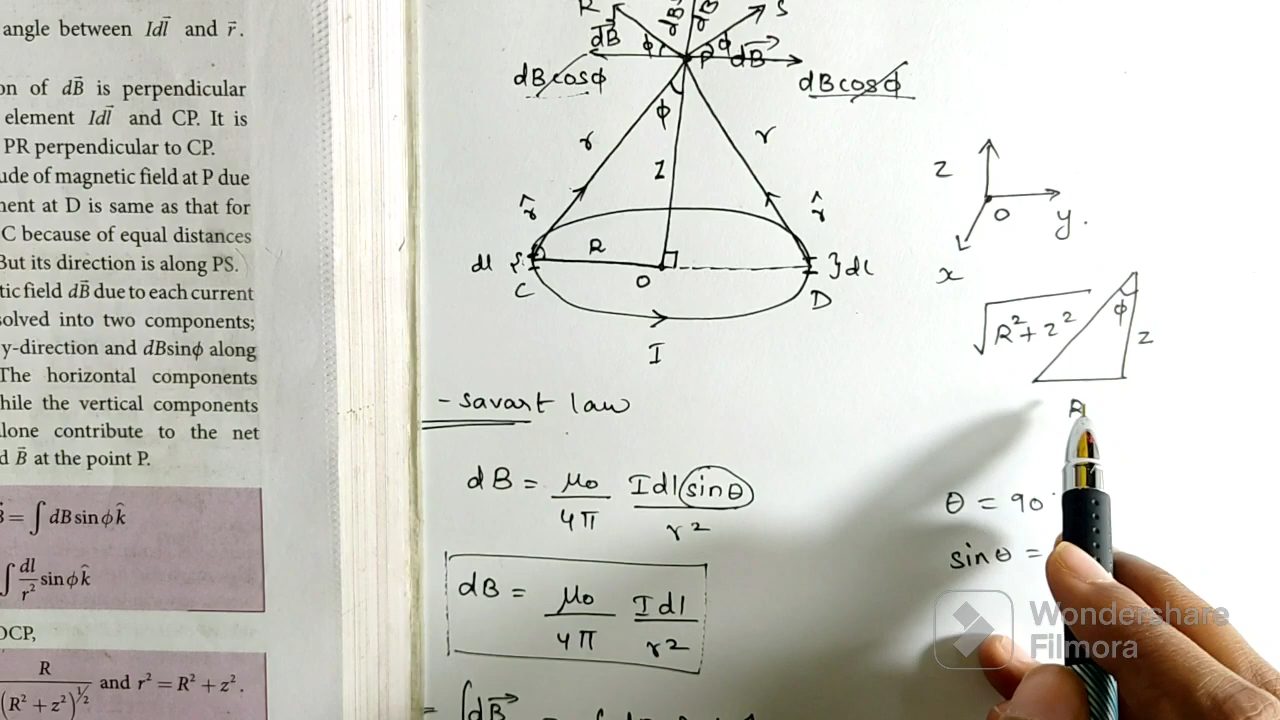 angle between Idl⃗ and r⃗.
on of dB⃗ is perpendicular
element Idl⃗ and CP. It is
PR perpendicular to CP.
ude of magnetic field at P due
nent at D is same as that for
C because of equal distances
But its direction is along PS.
tic field dB⃗ due to each current
solved into two components;
y-direction and dBsinϕ along
The horizontal components
hile the vertical components
lone contribute to the net
d B⃗ at the point P.
B⃗ = ∫ dB sinϕ k̂
∫ dl/r² sinϕ k̂
OCP,
R/(R² + z²)^½ and r² = R² + z².
R dB dB S
dB⃗ ϕ P ϕ dB⃗
dBcosϕ dBcosϕ
ϕ
r z r
r̂ r̂
dl R dl
C O D
I
z
O y.
x
√R²+z² ϕ z
R
-savart law
dB = μ₀/4π Idl sinθ/r²
θ = 90°
sinθ =
dB = μ₀/4π Idl/r²
= ∫dB⃗
Wondershare
Filmora